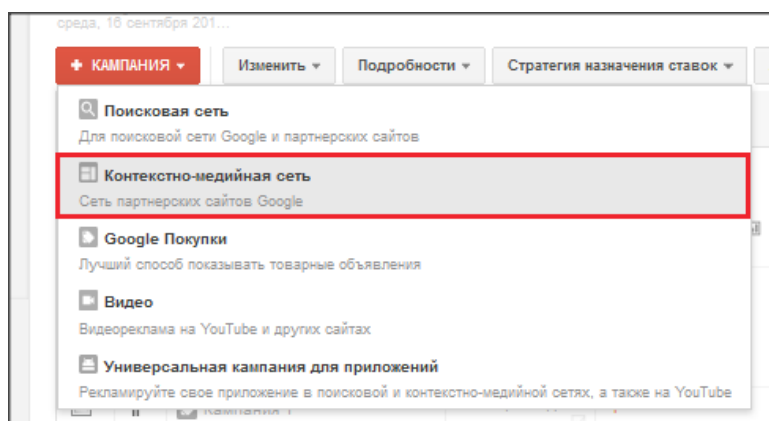 среда, 16 сентября 201...
+ КАМПАНИЯ
Изменить
Подробности
Стратегия назначения ставок
Поисковая сеть
Для поисковой сети Google и партнерских сайтов
Контекстно-медийная сеть
Сеть партнерских сайтов Google
Google Покупки
Лучший способ показывать товарные объявления
Видео
Видеореклама на YouTube и других сайтах
Универсальная кампания для приложений
Рекламируйте свое приложение в поисковой и контекстно-медийной сетях, а также на YouTube
Кампания 1